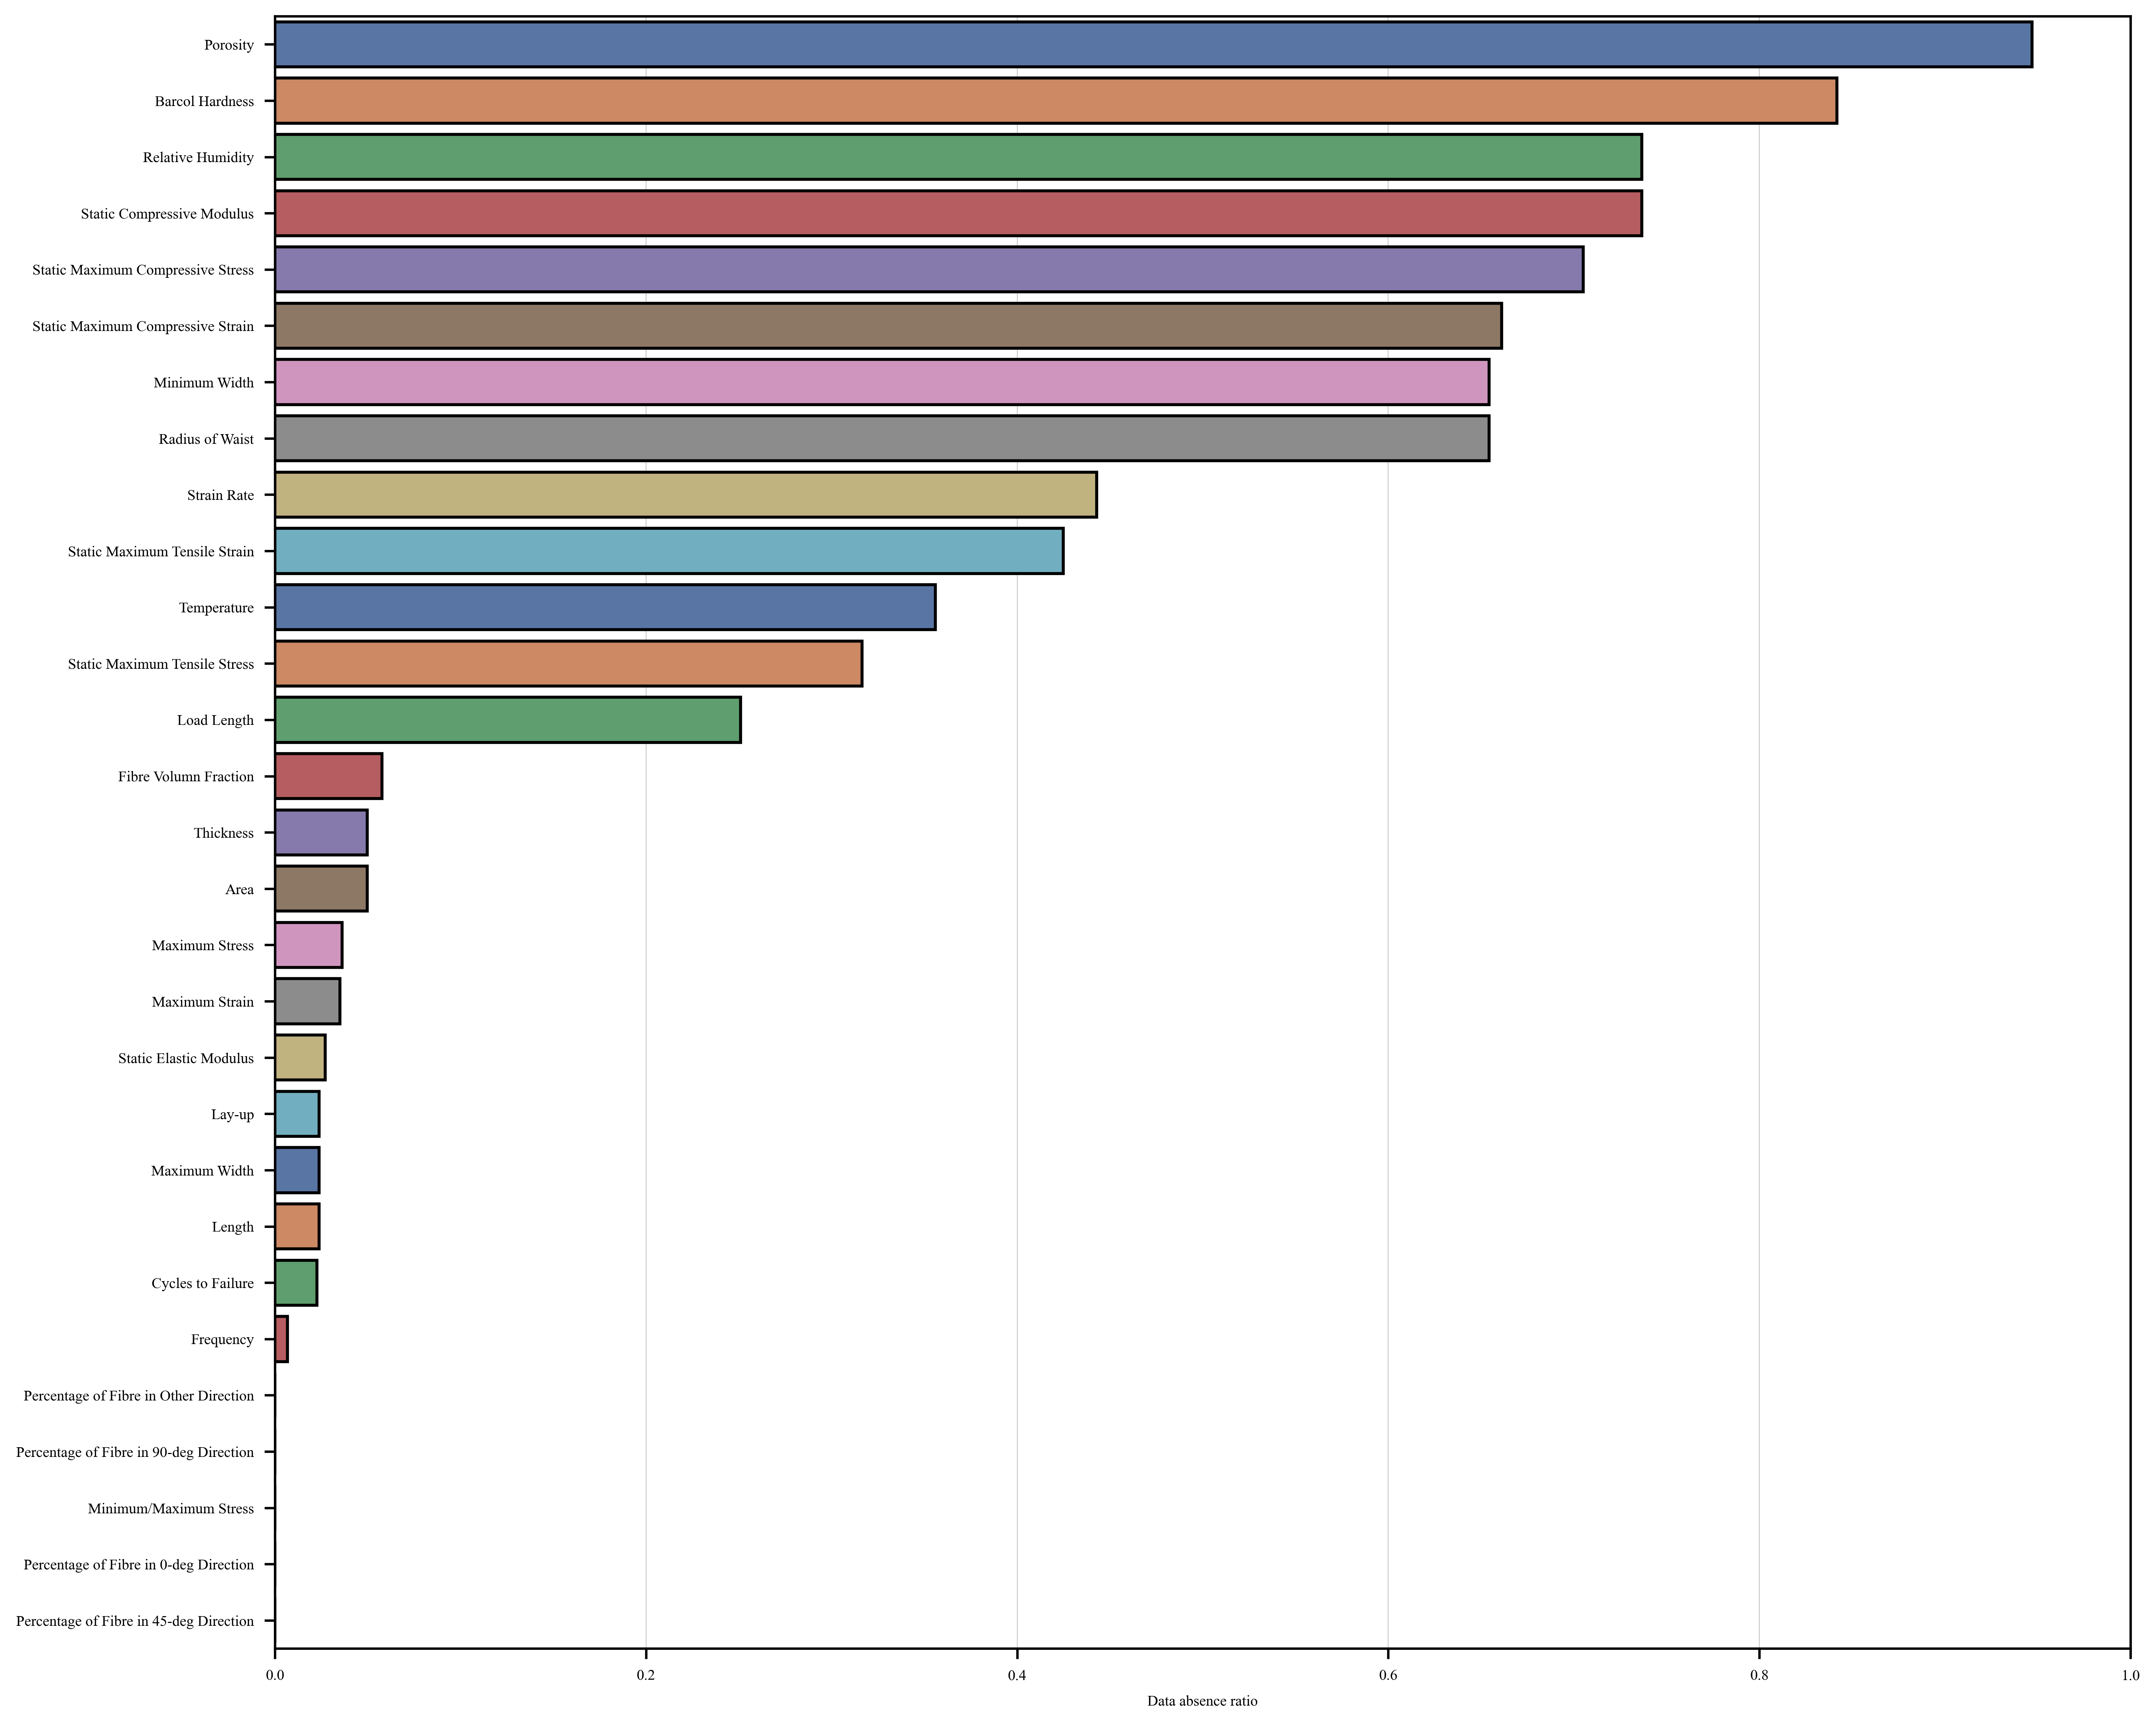 Porosity
Barcol Hardness
Relative Humidity
Static Compressive Modulus
Static Maximum Compressive Stress
Static Maximum Compressive Strain
Minimum Width
Radius of Waist
Strain Rate
Static Maximum Tensile Strain
Temperature
Static Maximum Tensile Stress
Load Length
Fibre Volumn Fraction
Thickness
Area
Maximum Stress
Maximum Strain
Static Elastic Modulus
Lay-up
Maximum Width
Length
Cycles to Failure
Frequency
Percentage of Fibre in Other Direction
Percentage of Fibre in 90-deg Direction
Minimum/Maximum Stress
Percentage of Fibre in 0-deg Direction
Percentage of Fibre in 45-deg Direction
0.0 0.2 0.4 0.6 0.8 1.0
Data absence ratio